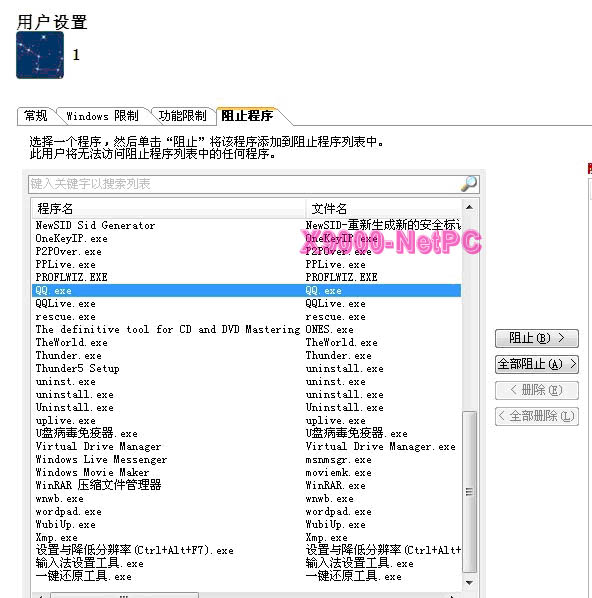 用户设置
1
常规 Windows 限制 功能限制 阻止程序
选择一个程序，然后单击“阻止”将该程序添加到阻止程序列表中。
此用户将无法访问阻止程序列表中的任何程序。
键入关键字以搜索列表
程序名 文件名
NewSID Sid Generator NewSID-重新生成新的安全标识
OneKeyIP.exe OneKeyIP.exe
X9000-NetPC
P2POver.exe P2POver.exe
PPLive.exe PPLive.exe
PROFLWIZ.EXE PROFLWIZ.EXE
QQ.exe QQ.exe
QQLive.exe QQLive.exe
rescue.exe rescue.exe
The definitive tool for CD and DVD Mastering ONES.exe
TheWorld.exe TheWorld.exe
阻止(B) >
Thunder.exe Thunder.exe
Thunder5 Setup Thunder.exe
全部阻止(A) >
uninst.exe uninst.exe
< 删除(E)
uninstall.exe uninstall.exe
Uninstall.exe Uninstall.exe
< 全部删除(L)
uplive.exe uplive.exe
U盘病毒免疫器.exe U盘病毒免疫器.exe
Virtual Drive Manager Virtual Drive Manager.exe
Windows Live Messenger msnmsgr.exe
Windows Movie Maker moviemk.exe
WinRAR 压缩文件管理器 WinRAR.exe
wnwb.exe wnwb.exe
wordpad.exe wordpad.exe
WubiUp.exe WubiUp.exe
Xmp.exe Xmp.exe
设置与降低分辨率(Ctrl+Alt+F7).exe 设置与降低分辨率(Ctrl+Alt+
输入法设置工具.exe 输入法设置工具.exe
一键还原工具.exe 一键还原工具.exe